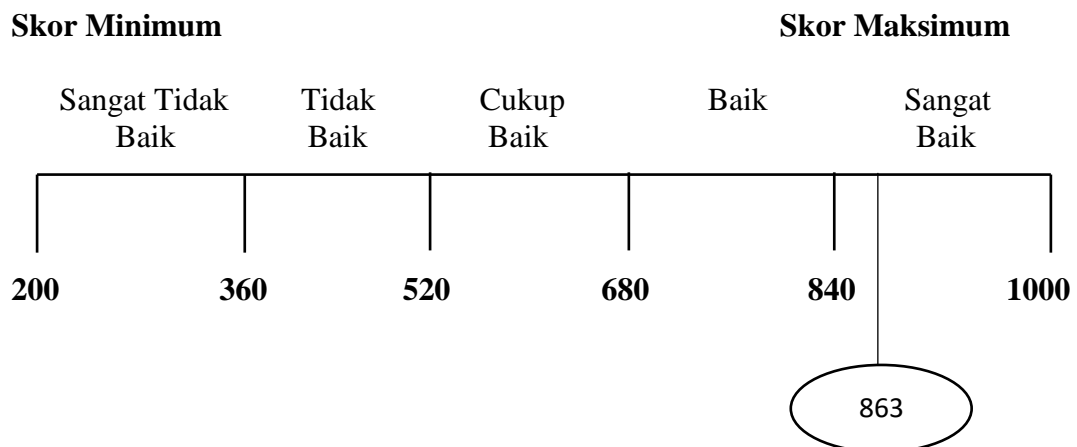 Skor Minimum Skor Maksimum
Sangat Tidak Tidak Cukup Baik Sangat
Baik Baik Baik Baik
200 360 520 680 840 1000
863